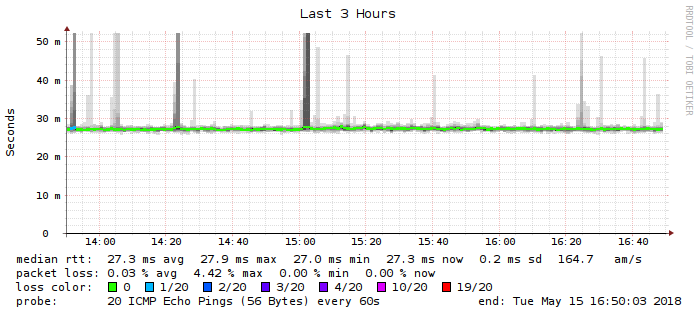 Last 3 Hours
RRDTOOL / TOBI OETIKER
Seconds
50 m
40 m
30 m
20 m
10 m
0
14:00 14:20 14:40 15:00 15:20 15:40 16:00 16:20 16:40
median rtt: 27.3 ms avg 27.9 ms max 27.0 ms min 27.3 ms now 0.2 ms sd 164.7 am/s
packet loss: 0.03 % avg 4.42 % max 0.00 % min 0.00 % now
loss color: 0 1/20 2/20 3/20 4/20 10/20 19/20
probe: 20 ICMP Echo Pings (56 Bytes) every 60s end: Tue May 15 16:50:03 2018